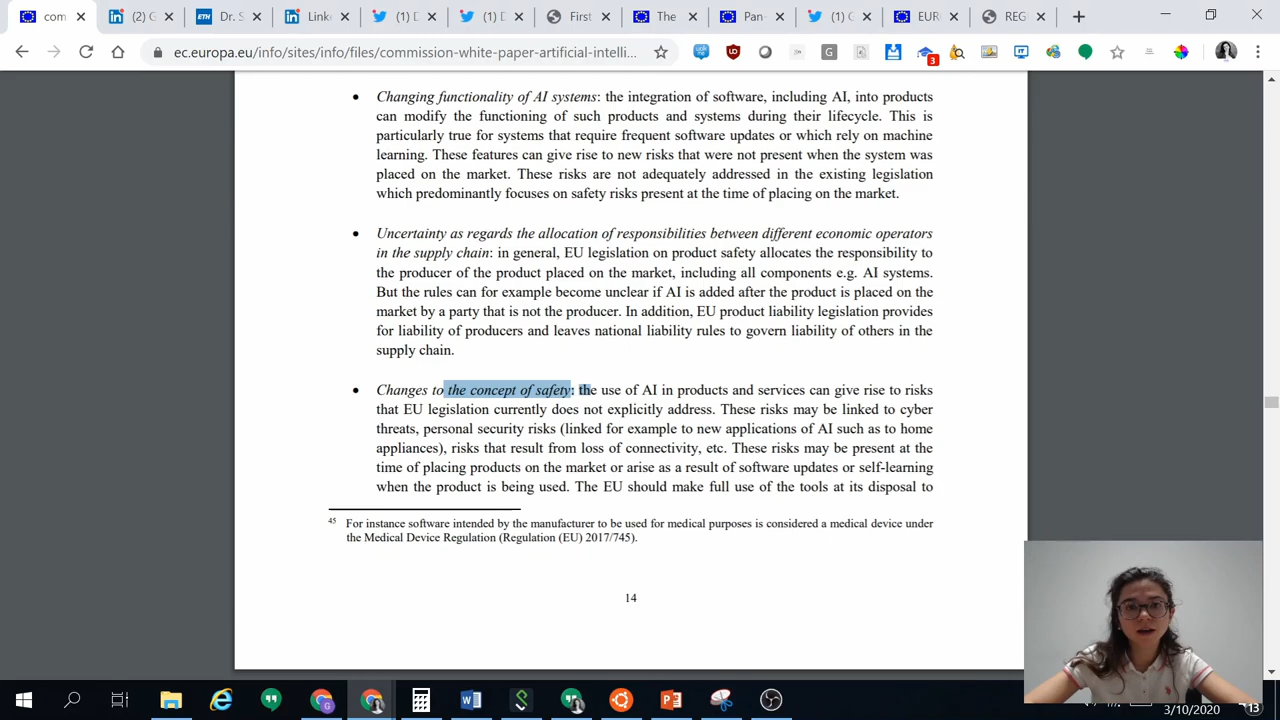 com
(2) G
Dr. S
Linke
(1) D
(1) D
First
The
Pan-
(1) G
EUR
REG
ec.europa.eu/info/sites/info/files/commission-white-paper-artificial-intelli...
G
3
• Changing functionality of AI systems: the integration of software, including AI, into products
can modify the functioning of such products and systems during their lifecycle. This is
particularly true for systems that require frequent software updates or which rely on machine
learning. These features can give rise to new risks that were not present when the system was
placed on the market. These risks are not adequately addressed in the existing legislation
which predominantly focuses on safety risks present at the time of placing on the market.
• Uncertainty as regards the allocation of responsibilities between different economic operators
in the supply chain: in general, EU legislation on product safety allocates the responsibility to
the producer of the product placed on the market, including all components e.g. AI systems.
But the rules can for example become unclear if AI is added after the product is placed on the
market by a party that is not the producer. In addition, EU product liability legislation provides
for liability of producers and leaves national liability rules to govern liability of others in the
supply chain.
• Changes to the concept of safety: the use of AI in products and services can give rise to risks
that EU legislation currently does not explicitly address. These risks may be linked to cyber
threats, personal security risks (linked for example to new applications of AI such as to home
appliances), risks that result from loss of connectivity, etc. These risks may be present at the
time of placing products on the market or arise as a result of software updates or self-learning
when the product is being used. The EU should make full use of the tools at its disposal to
45 For instance software intended by the manufacturer to be used for medical purposes is considered a medical device under
the Medical Device Regulation (Regulation (EU) 2017/745).
14
3/10/2020
13